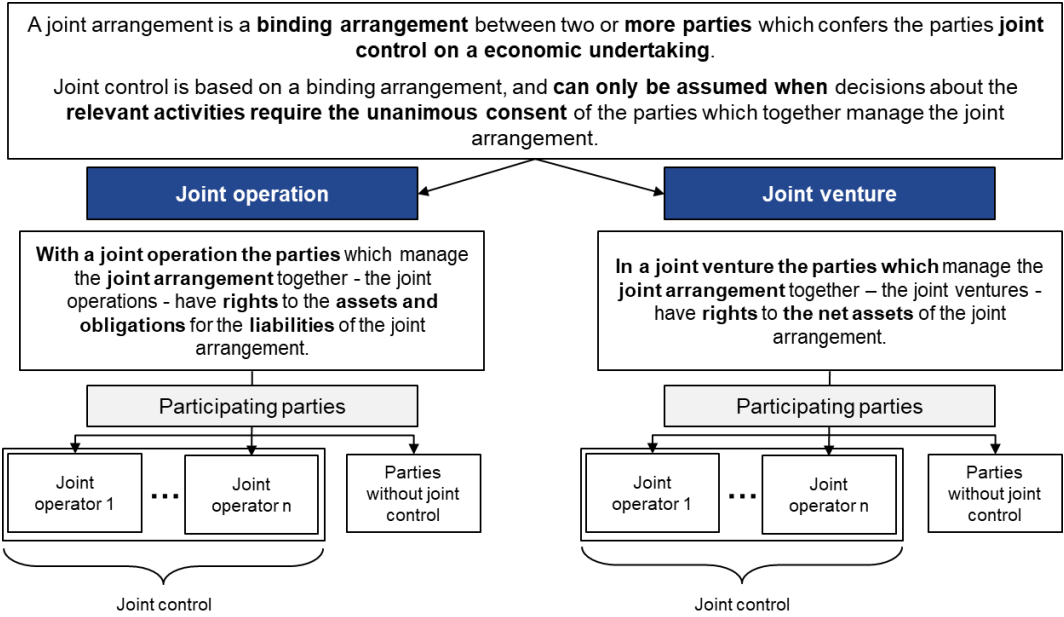 A joint arrangement is a binding arrangement between two or more parties which confers the parties joint
control on a economic undertaking.
Joint control is based on a binding arrangement, and can only be assumed when decisions about the
relevant activities require the unanimous consent of the parties which together manage the joint
arrangement.
Joint operation
Joint venture
With a joint operation the parties which manage
the joint arrangement together - the joint
operations - have rights to the assets and
obligations for the liabilities of the joint
arrangement.
In a joint venture the parties which manage the
joint arrangement together – the joint ventures -
have rights to the net assets of the joint
arrangement.
Participating parties
Participating parties
Joint
operator 1
...
Joint
operator n
Parties
without joint
control
Joint
operator 1
...
Joint
operator n
Parties
without joint
control
Joint control
Joint control